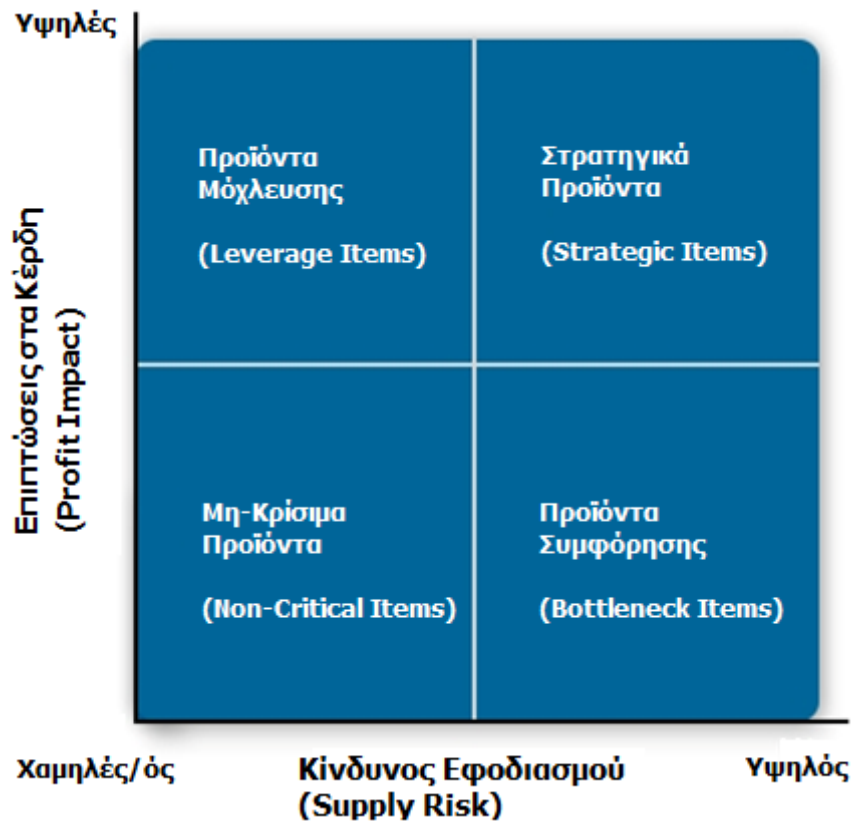 Υψηλές
Επιπτώσεις στα Κέρδη
(Profit Impact)
Προϊόντα
Μόχλευσης
(Leverage Items)
Στρατηγικά
Προϊόντα
(Strategic Items)
Μη-Κρίσιμα
Προϊόντα
(Non-Critical Items)
Προϊόντα
Συμφόρησης
(Bottleneck Items)
Χαμηλές/ός
Κίνδυνος Εφοδιασμού
(Supply Risk)
Υψηλός